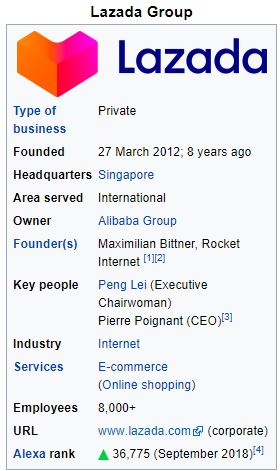 Lazada Group
Lazada
Type of business Private
Founded 27 March 2012; 8 years ago
Headquarters Singapore
Area served International
Owner Alibaba Group
Founder(s) Maximilian Bittner, Rocket
Internet [1][2]
Key people Peng Lei (Executive
Chairwoman)
Pierre Poignant (CEO)[3]
Industry Internet
Services E-commerce
(Online shopping)
Employees 8,000+
URL www.lazada.com (corporate)
Alexa rank ▲ 36,775 (September 2018)[4]